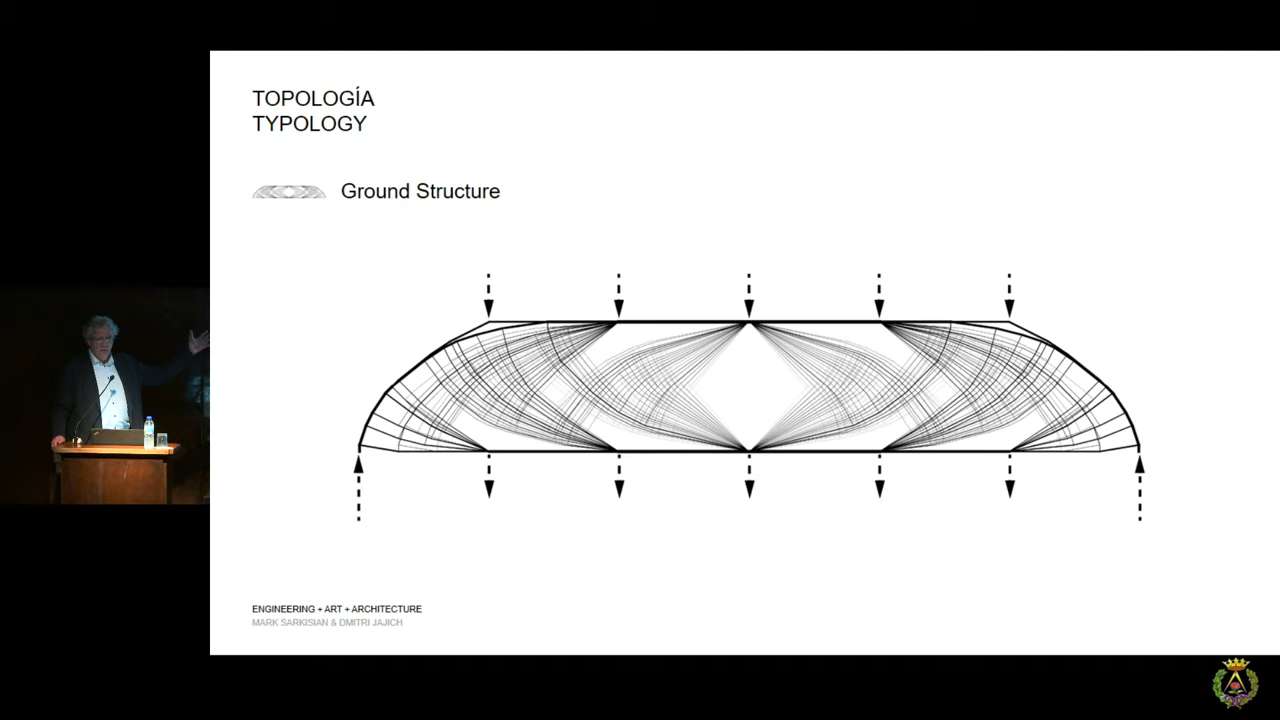 TOPOLOGÍA
TYPOLOGY
Ground Structure
ENGINEERING + ART + ARCHITECTURE
MARK SARKISIAN & DMITRI JAJICH